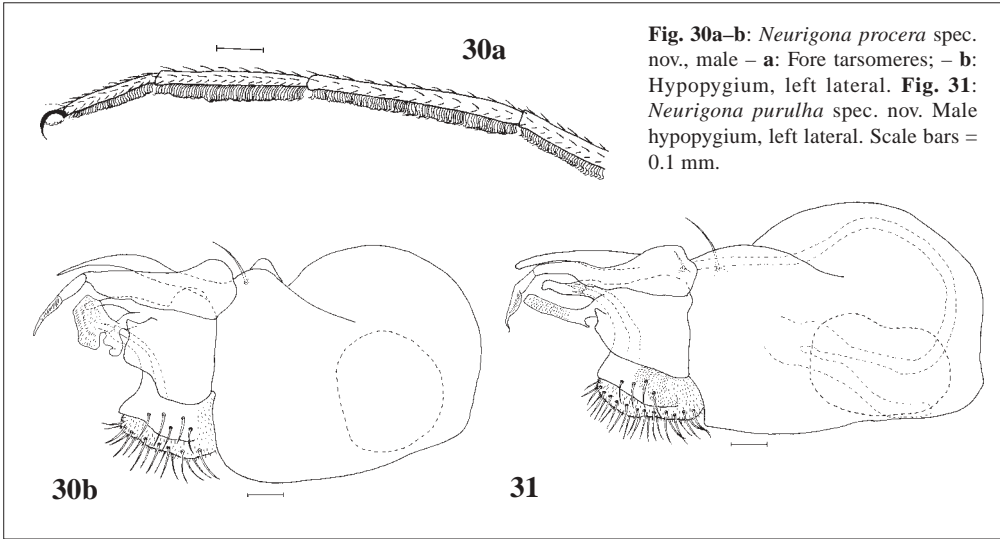 30a
Fig. 30a–b: Neurigona procera spec.
nov., male – a: Fore tarsomeres; – b:
Hypopygium, left lateral. Fig. 31:
Neurigona purulha spec. nov. Male
hypopygium, left lateral. Scale bars =
0.1 mm.
30b
31